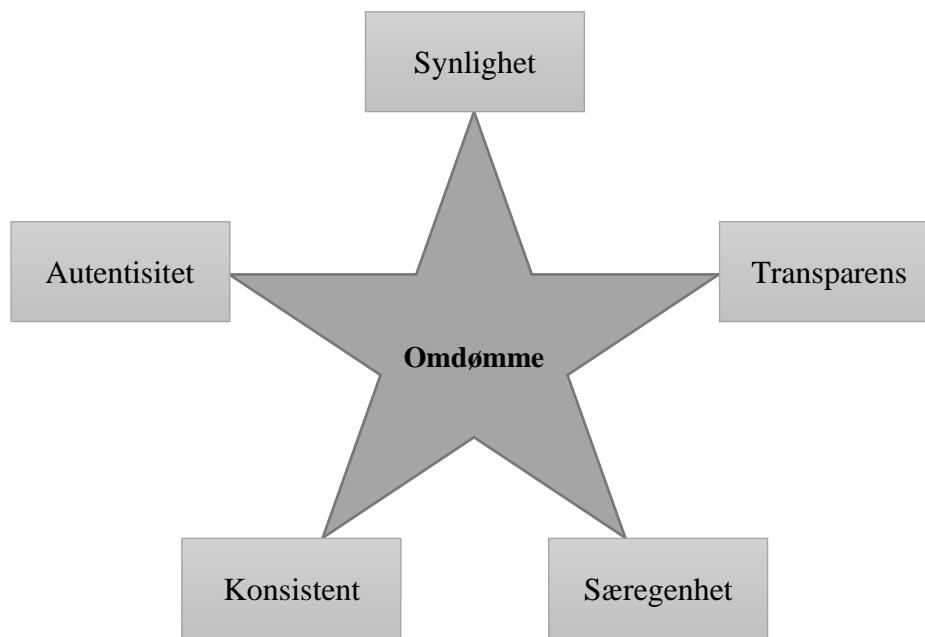 Synlighet
Autentisitet
Transparens
Omdømme
Konsistent
Særegenhet